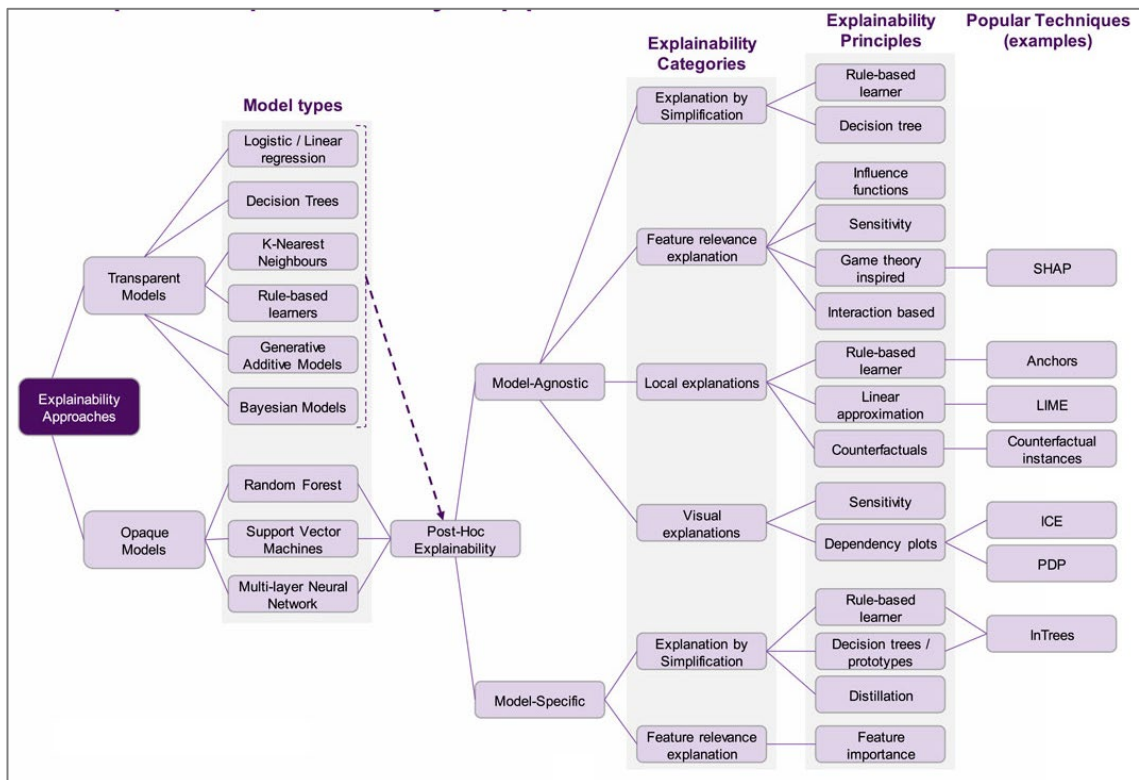 Explainability
Principles
Popular Techniques
(examples)
Explainability
Categories
Model types
Explainability
Approaches
Transparent
Models
Opaque
Models
Logistic / Linear
regression
Decision Trees
K-Nearest
Neighbours
Rule-based
learners
Generative
Additive Models
Bayesian Models
Random Forest
Support Vector
Machines
Multi-layer Neural
Network
Post-Hoc
Explainability
Model-Agnostic
Model-Specific
Explanation by
Simplification
Rule-based
learner
Decision tree
Feature relevance
explanation
Influence
functions
Sensitivity
Game theory
inspired
SHAP
Interaction based
Local explanations
Rule-based
learner
Anchors
Linear
approximation
LIME
Counterfactuals
Counterfactual
instances
Visual
explanations
Sensitivity
Dependency plots
ICE
PDP
Explanation by
Simplification
Rule-based
learner
Decision trees /
prototypes
InTrees
Distillation
Feature relevance
explanation
Feature
importance